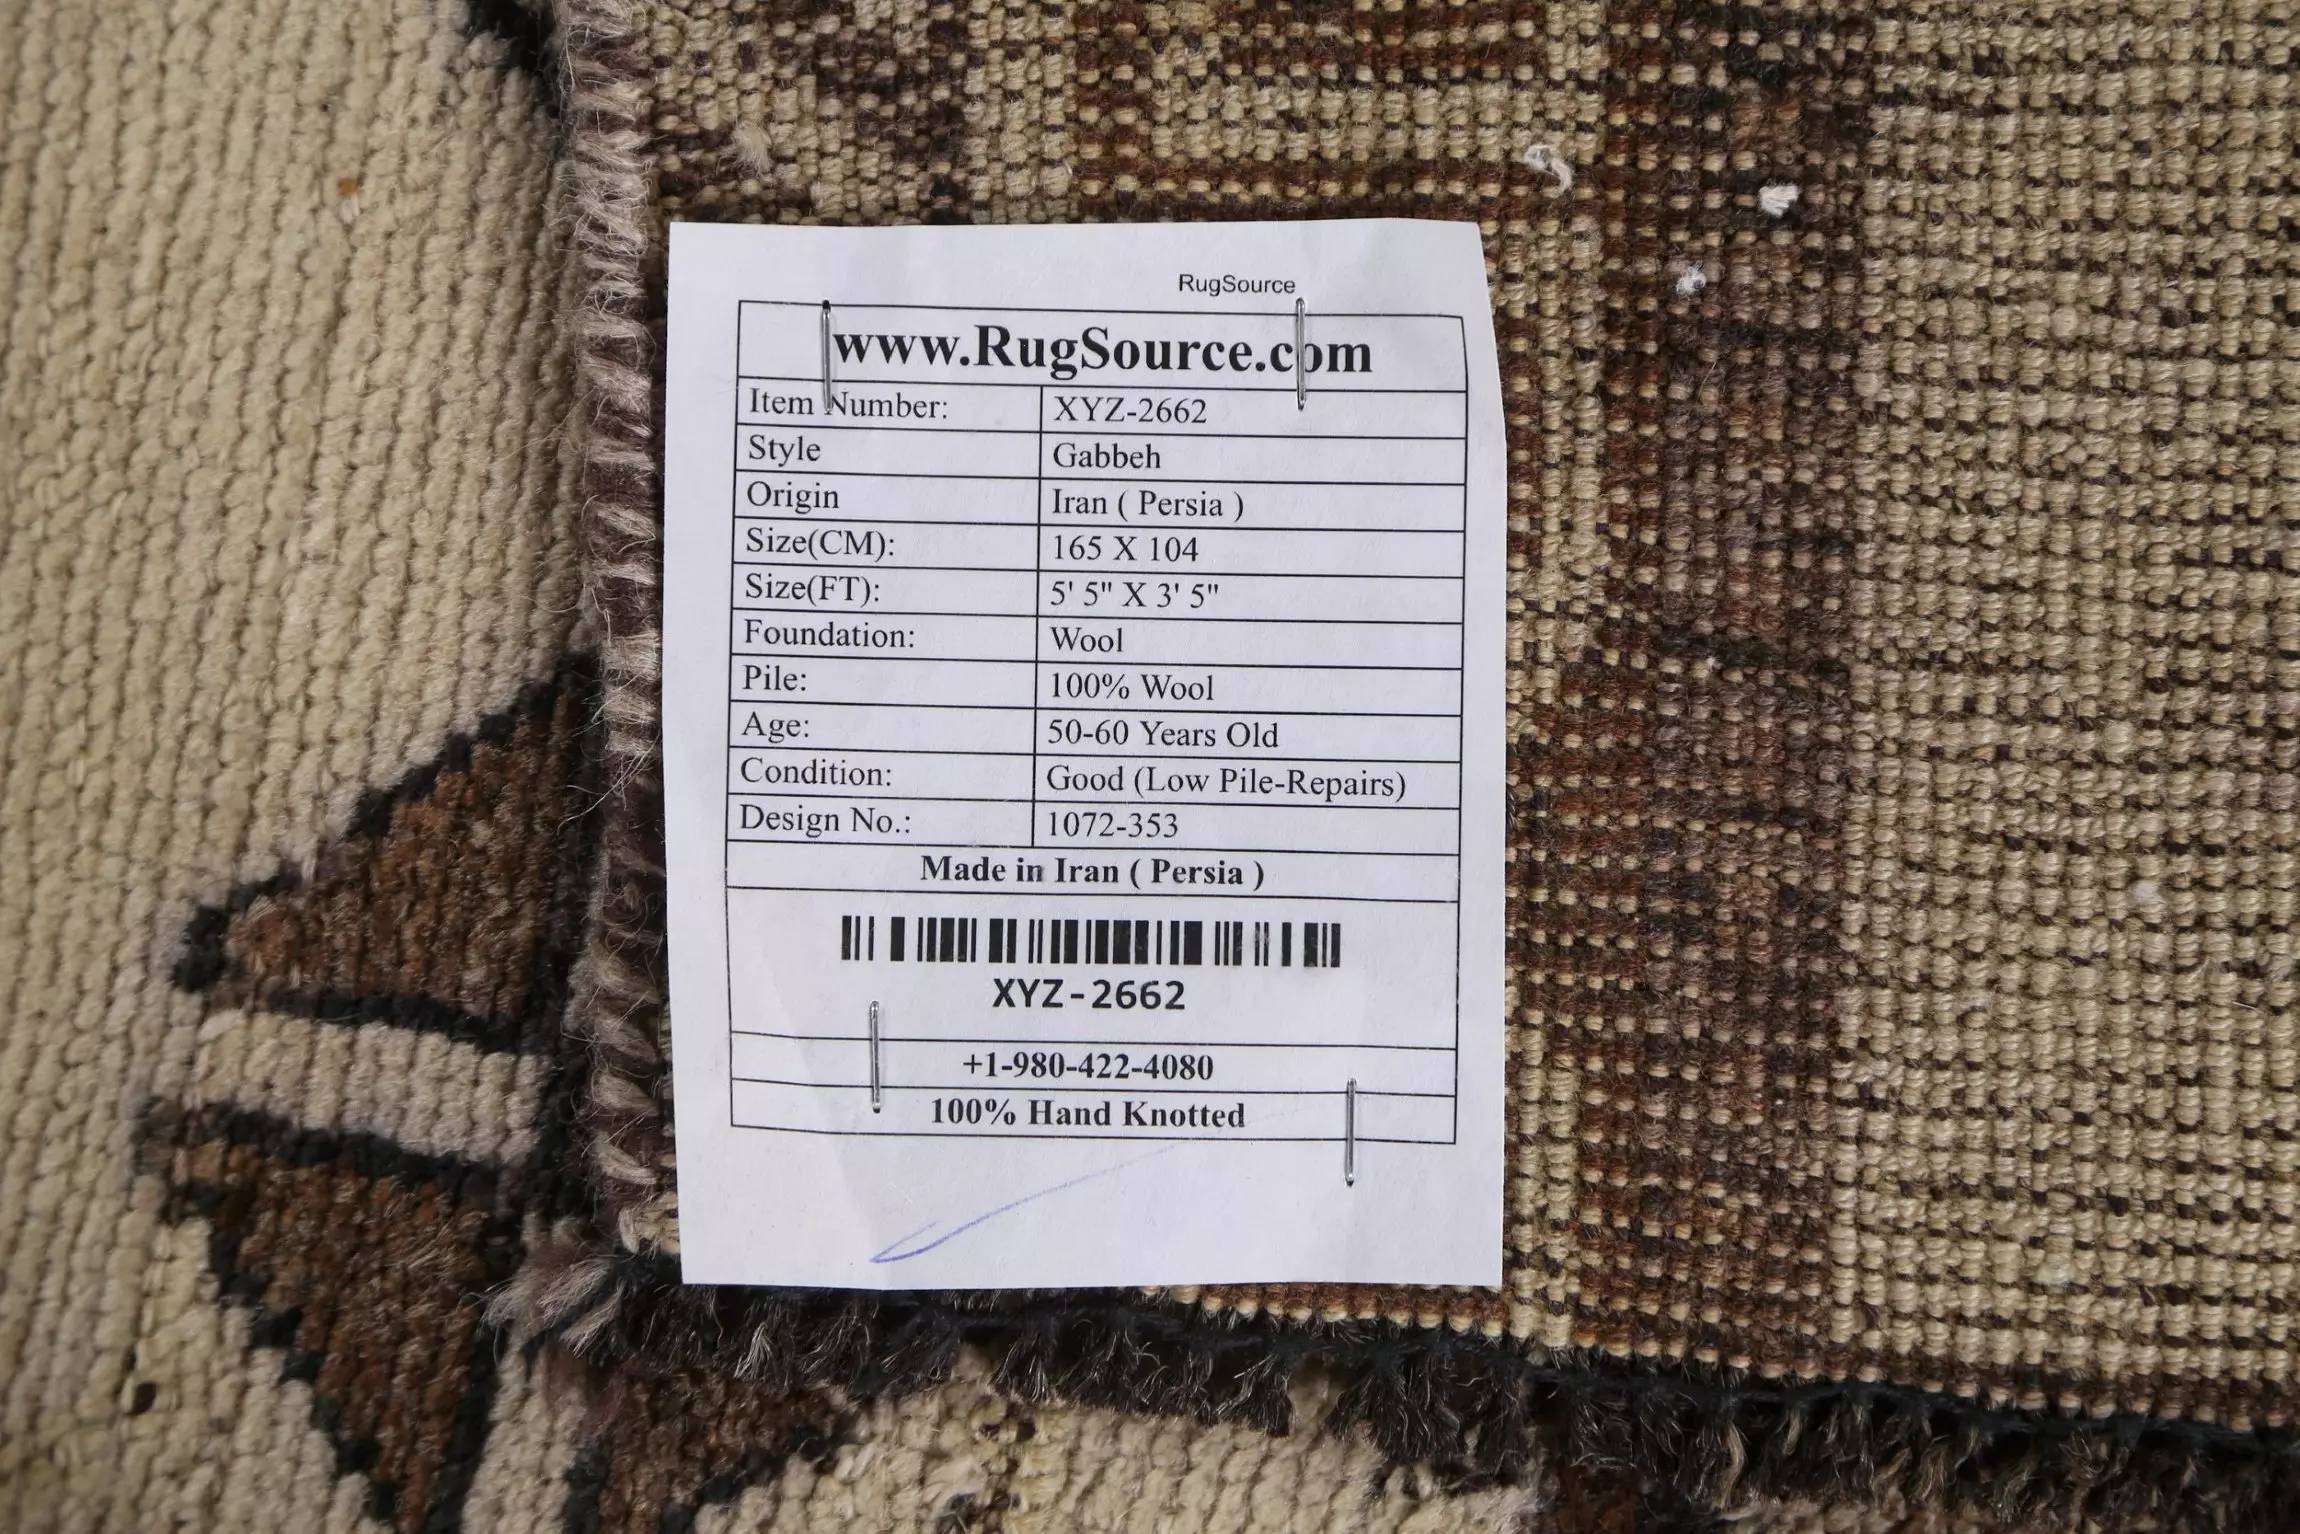 RugSource
www.RugSource.com
Item Number: XYZ-2662
Style Gabbeh
Origin Iran ( Persia )
Size(CM): 165 X 104
Size(FT): 5' 5" X 3' 5"
Foundation: Wool
Pile: 100% Wool
Age: 50-60 Years Old
Condition: Good (Low Pile-Repairs)
Design No.: 1072-353
Made in Iran ( Persia )
XYZ-2662
+1-980-422-4080
100% Hand Knotted